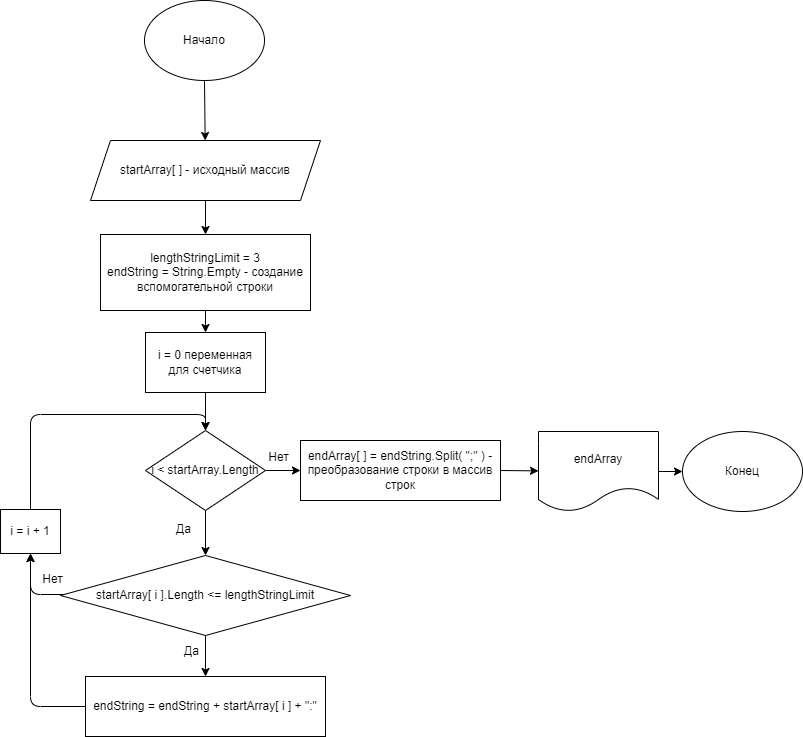 Начало
startArray[ ] - исходный массив
lengthStringLimit = 3
endString = String.Empty - создание
вспомогательной строки
i = 0 переменная
для счетчика
i < startArray.Length
Нет
endArray[ ] = endString.Split( ";" ) -
преобразование строки в массив
строк
endArray
Конец
Да
i = i + 1
Нет
startArray[ i ].Length <= lengthStringLimit
Да
endString = endString + startArray[ i ] + ":"